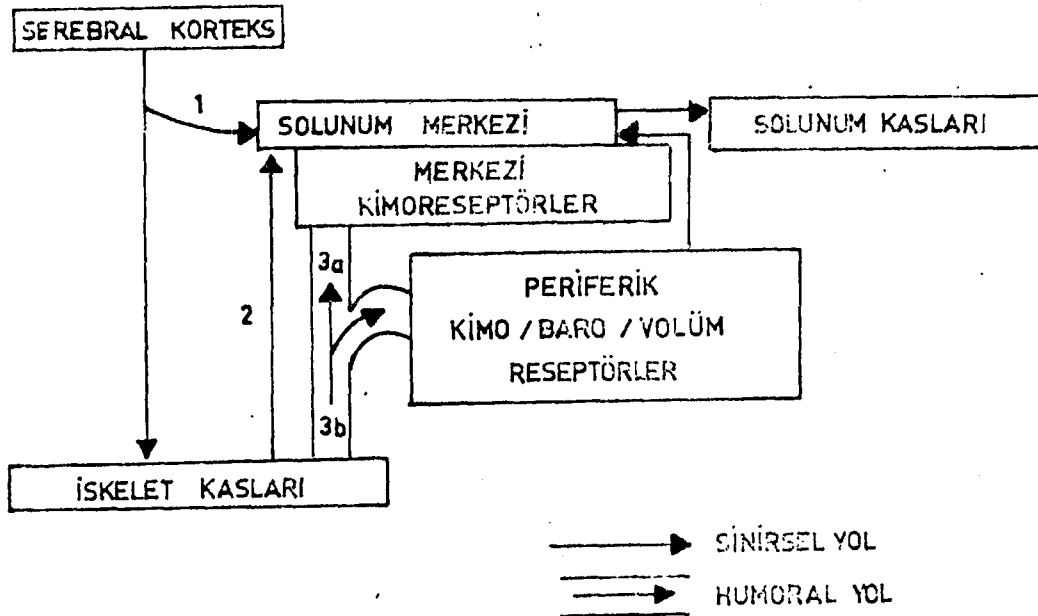 SEREBRAL KORTEKS
1
SOLUNUM MERKEZİ
SOLUNUM KASLARI
MERKEZİ
KİMORESEPTÖRLER
3a
2
PERİFERİK
KİMO / BARO / VOLÜM
RESEPTÖRLER
3b
İSKELET KASLARI
SİNİRSEL YOL
HUMORAL YOL